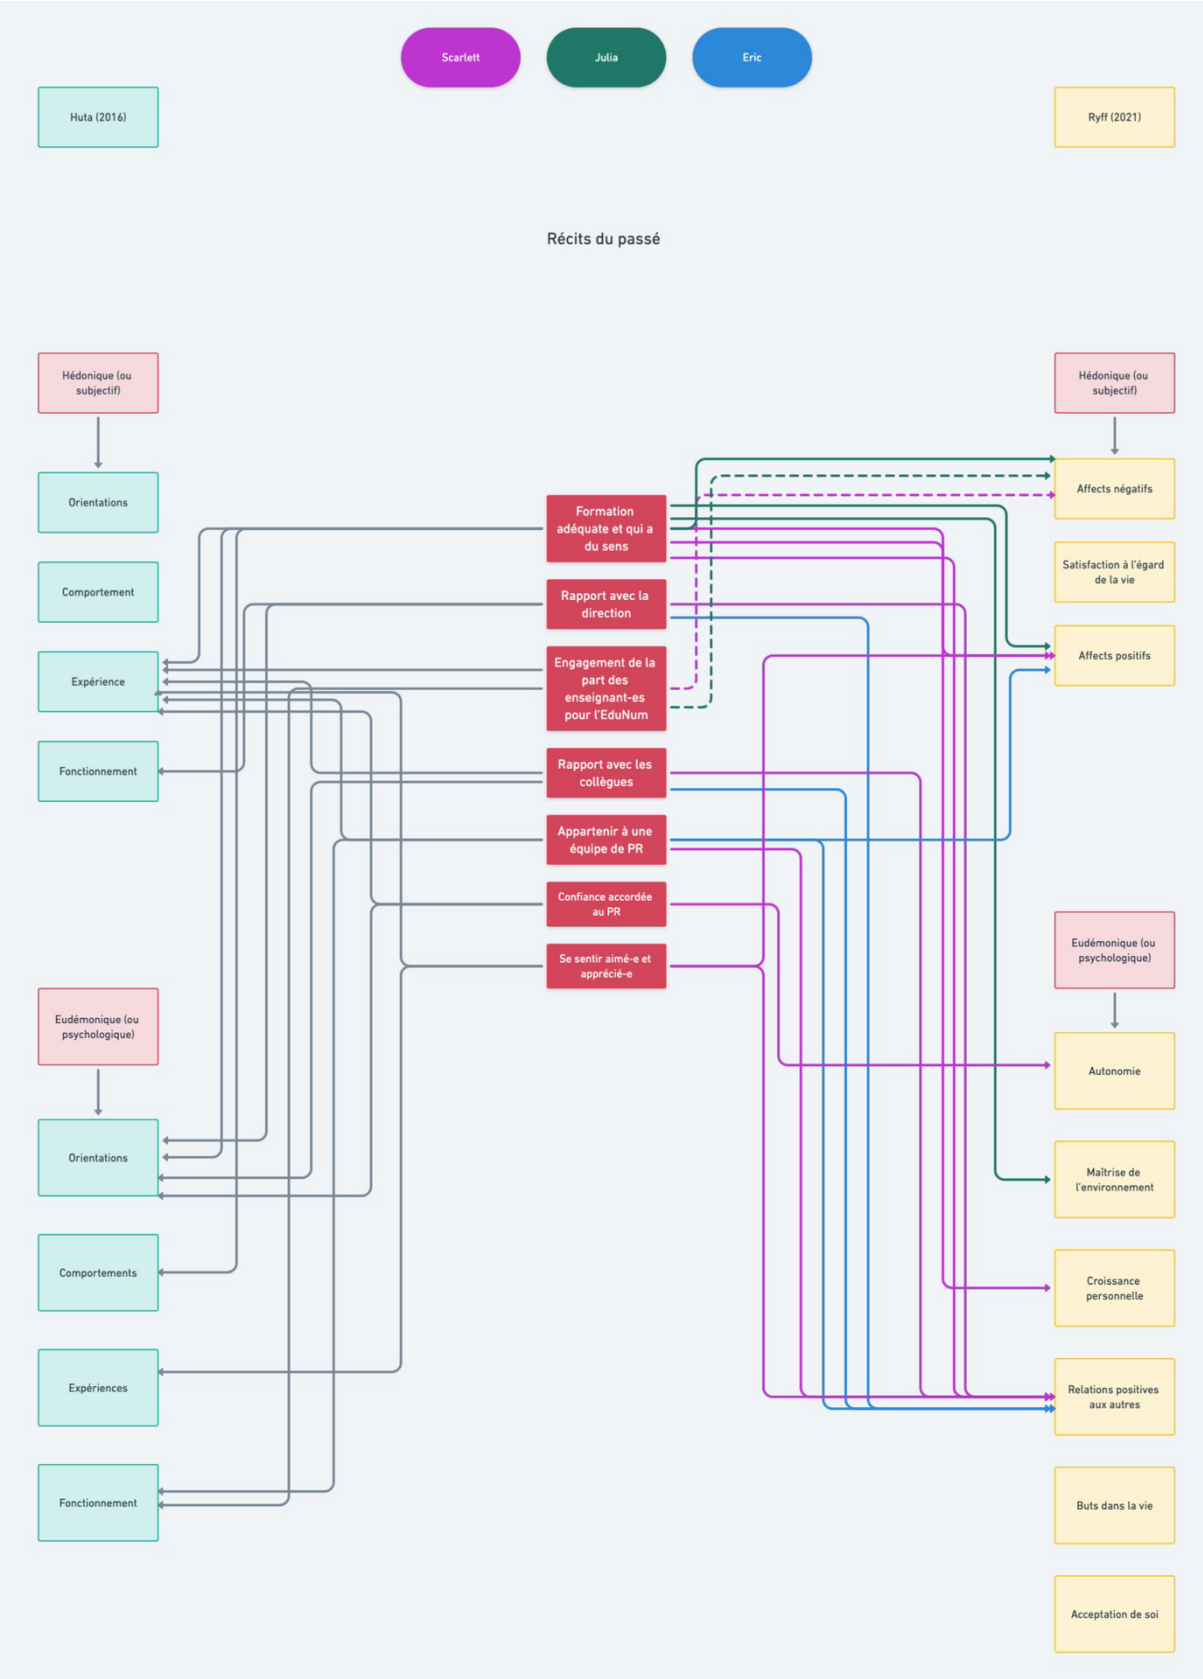 Scarlett
Julia
Eric
Huta (2016)
Ryff (2021)
Récits du passé
Hédonique (ou
subjectif)
Orientations
Comportement
Expérience
Fonctionnement
Eudémonique (ou
psychologique)
Orientations
Comportements
Expériences
Fonctionnement
Formation
adéquate et qui a
du sens
Rapport avec la
direction
Engagement de la
part des
enseignant-es
pour l'EduNum
Rapport avec les
collègues
Appartenir à une
équipe de PR
Confiance accordée
au PR
Se sentir aimé-e et
apprécié-e
Hédonique (ou
subjectif)
Affects négatifs
Satisfaction à l'égard
de la vie
Affects positifs
Eudémonique (ou
psychologique)
Autonomie
Maîtrise de
l'environnement
Croissance
personnelle
Relations positives
aux autres
Buts dans la vie
Acceptation de soi